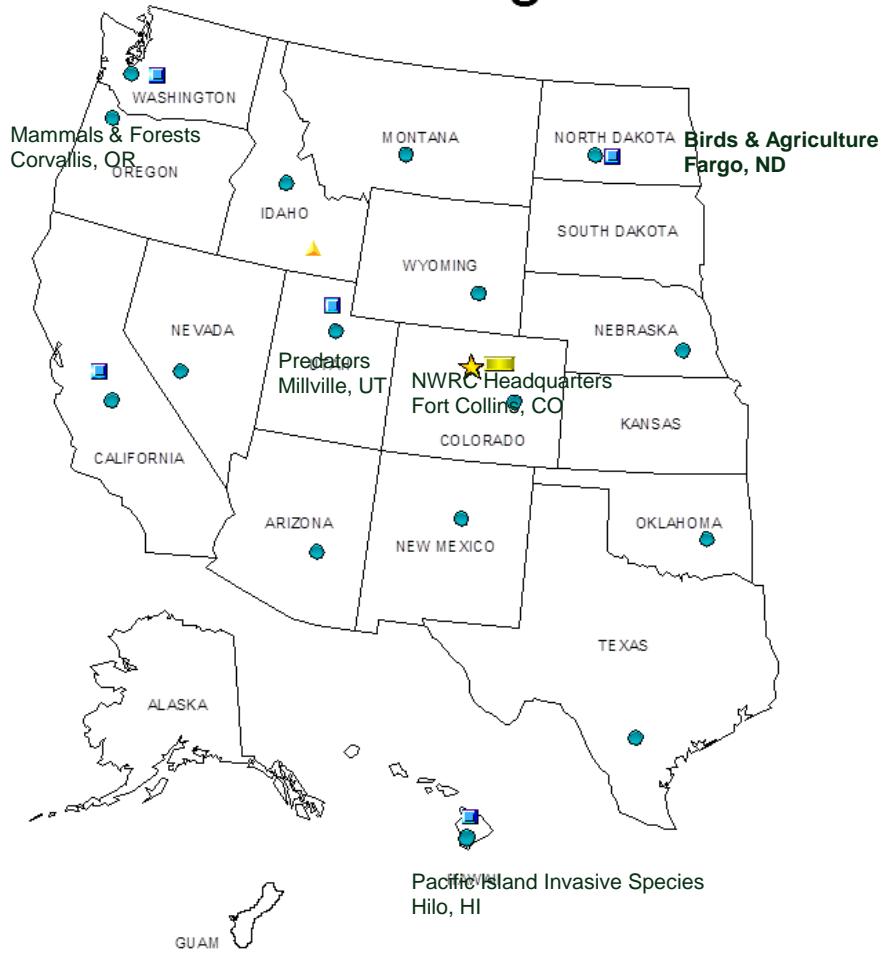 WASHINGTON
Mammals & Forests
Corvallis, OR
OREGON
MONTANA
NORTH DAKOTA
Birds & Agriculture
Fargo, ND
IDAHO
SOUTH DAKOTA
WYOMING
NEVADA
NEBRASKA
Predators
Millville, UT
UTAH
NWRC Headquarters
Fort Collins, CO
COLORADO
KANSAS
CALIFORNIA
ARIZONA
NEW MEXICO
OKLAHOMA
TEXAS
ALASKA
Pacific Island Invasive Species
Hilo, HI
HAWAII
GUAM